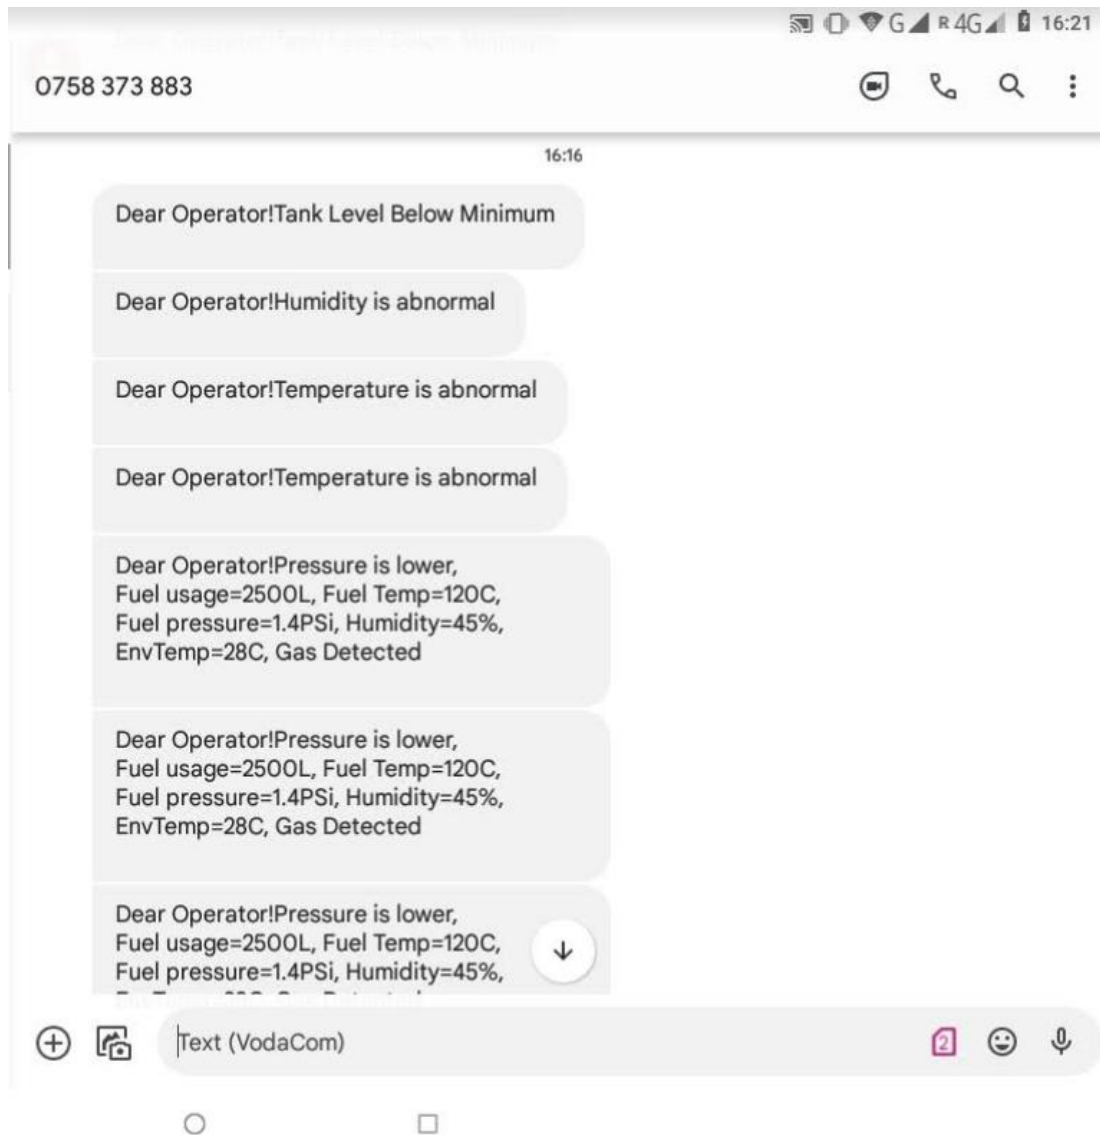 G R 4G 16:21
0758 373 883
16:16
Dear Operator!Tank Level Below Minimum
Dear Operator!Humidity is abnormal
Dear Operator!Temperature is abnormal
Dear Operator!Temperature is abnormal
Dear Operator!Pressure is lower,
Fuel usage=2500L, Fuel Temp=120C,
Fuel pressure=1.4PSi, Humidity=45%,
EnvTemp=28C, Gas Detected
Dear Operator!Pressure is lower,
Fuel usage=2500L, Fuel Temp=120C,
Fuel pressure=1.4PSi, Humidity=45%,
EnvTemp=28C, Gas Detected
Dear Operator!Pressure is lower,
Fuel usage=2500L, Fuel Temp=120C,
Fuel pressure=1.4PSi, Humidity=45%,
Text (VodaCom)
2